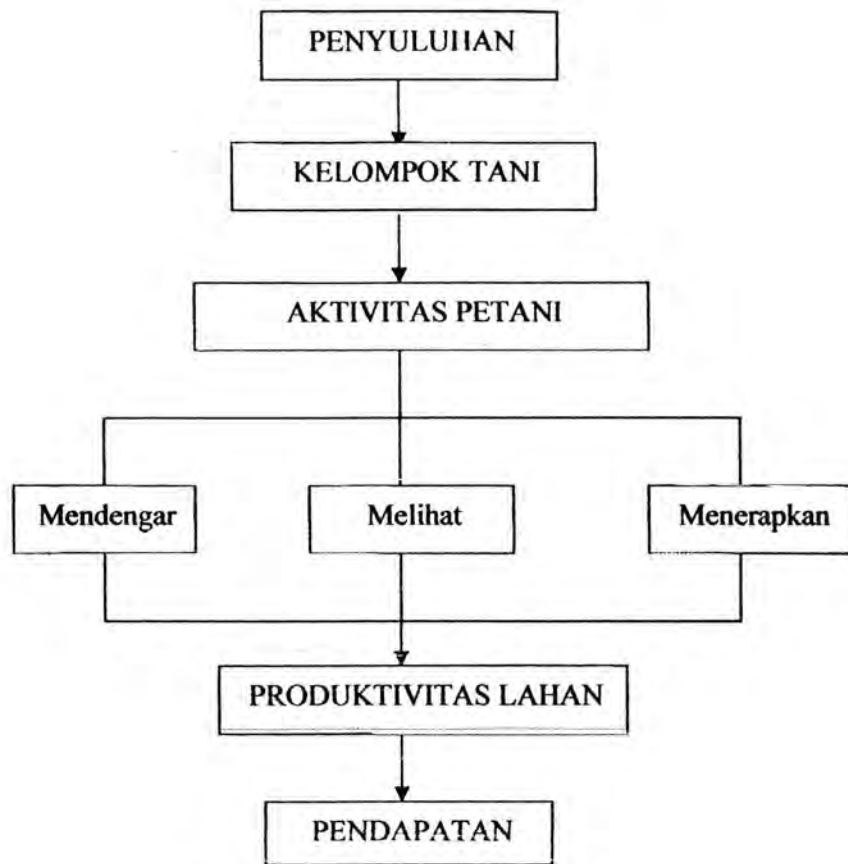 PENYULUHAN
KELOMPOK TANI
AKTIVITAS PETANI
Mendengar
Melihat
Menerapkan
PRODUKTIVITAS LAHAN
PENDAPATAN